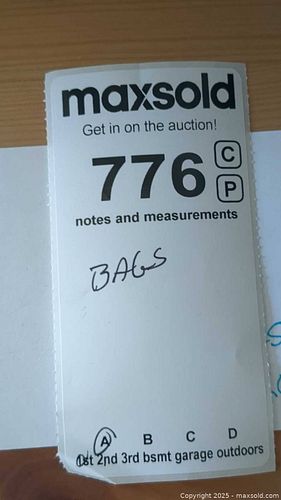 maxsold
Get in on the auction!
776 C
P
notes and measurements
BAGS
A B C D
1st 2nd 3rd bsmt garage outdoors
Copyright 2025 - maxsold.com